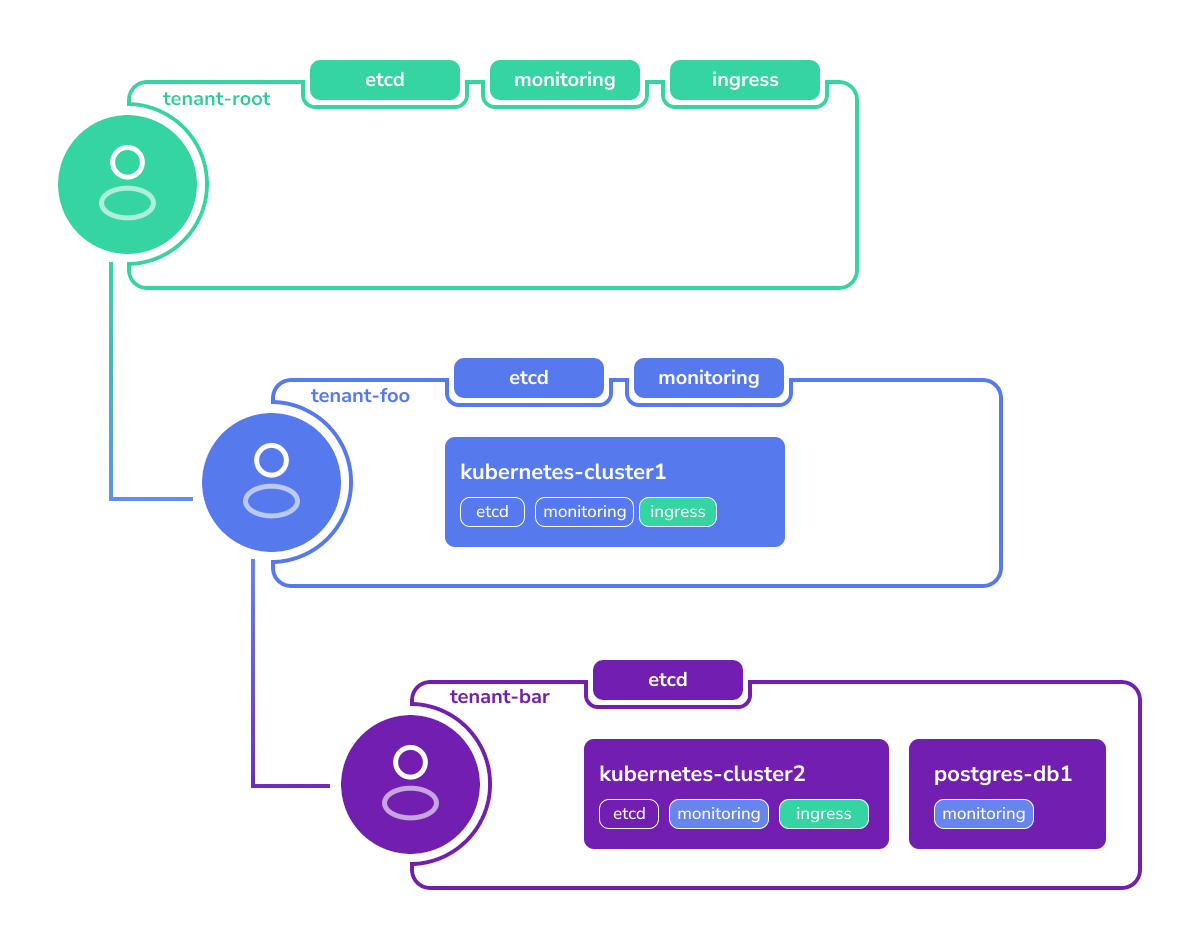 etcd
monitoring
ingress
tenant-root
etcd
monitoring
tenant-foo
kubernetes-cluster1
etcd
monitoring
ingress
etcd
tenant-bar
kubernetes-cluster2
etcd
monitoring
ingress
postgres-db1
monitoring